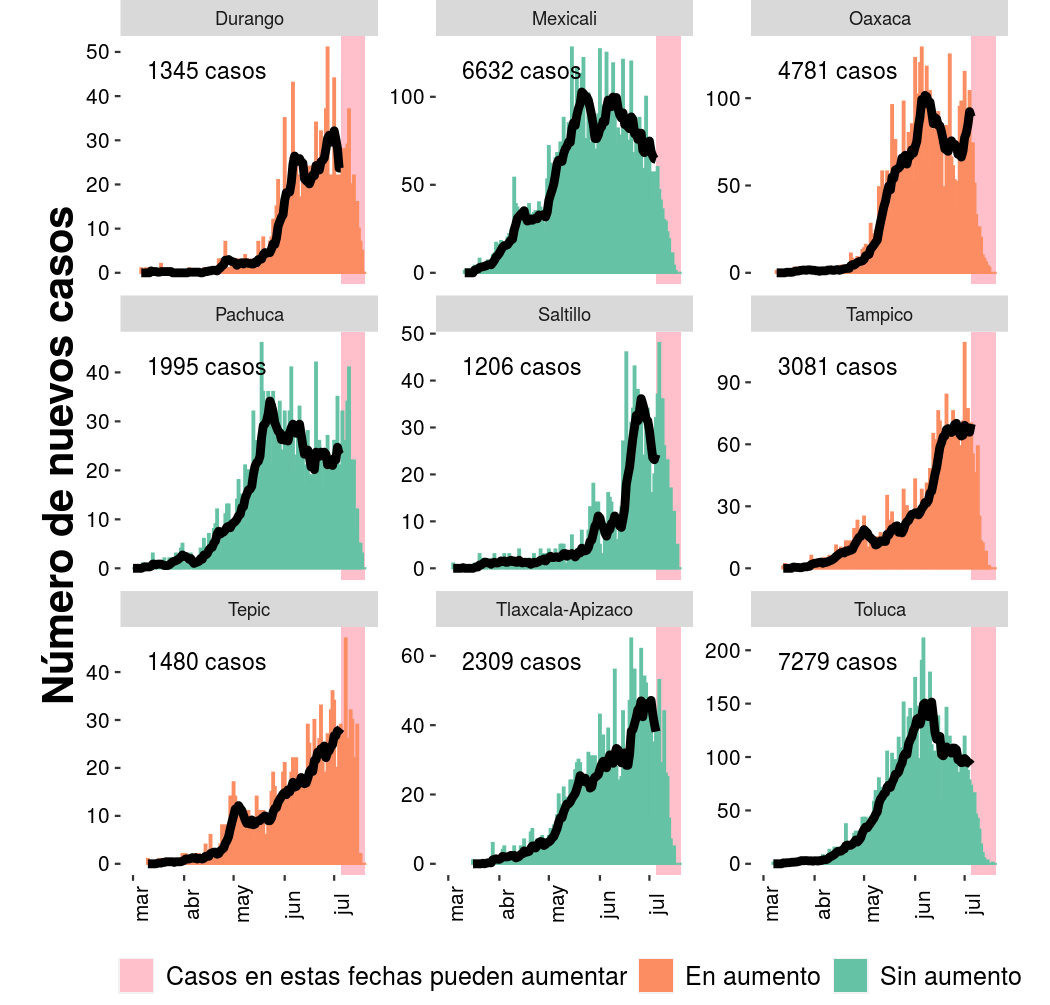 Número de nuevos casos
Durango
1345 casos
50
40
30
20
10
0
Mexicali
6632 casos
100
50
0
Oaxaca
4781 casos
100
50
0
Pachuca
1995 casos
40
30
20
10
0
Saltillo
1206 casos
50
40
30
20
10
0
Tampico
3081 casos
90
60
30
0
Tepic
1480 casos
40
30
20
10
0
mar
abr
may
jun
jul
Tlaxcala-Apizaco
2309 casos
60
40
20
0
mar
abr
may
jun
jul
Toluca
7279 casos
200
150
100
50
0
mar
abr
may
jun
jul
Casos en estas fechas pueden aumentar
En aumento
Sin aumento